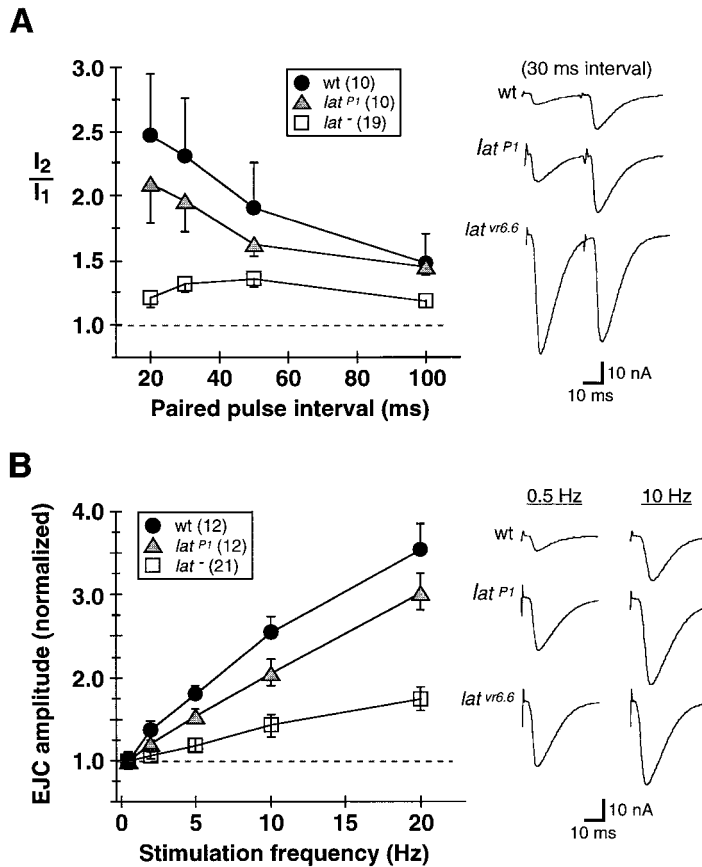 A
3.0
2.5
2.0
1.5
1.0
I2
I1
wt (10)
lat P1 (10)
lat - (19)
20 40 60 80 100
Paired pulse interval (ms)
(30 ms interval)
wt
lat P1
lat vr6.6
10 nA
10 ms
B
4.0
3.0
2.0
1.0
EJC amplitude (normalized)
wt (12)
lat P1 (12)
lat - (21)
0 5 10 15 20
Stimulation frequency (Hz)
0.5 Hz 10 Hz
wt
lat P1
lat vr6.6
10 nA
10 ms